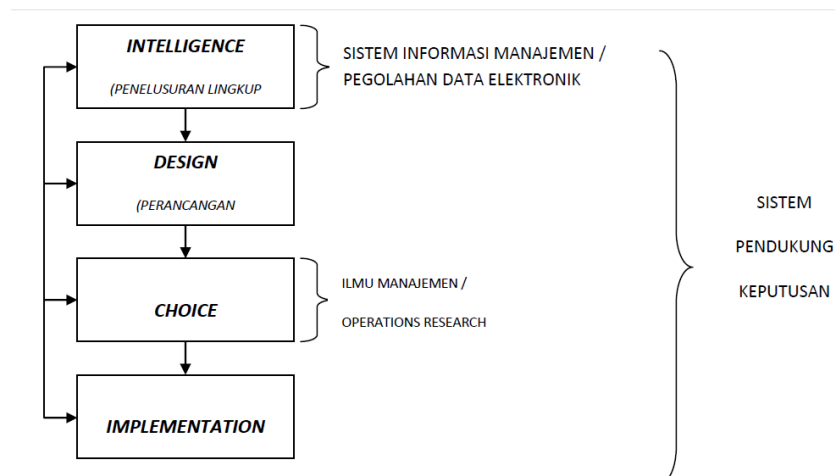 INTELLIGENCE
(PENELUSURAN LINGKUP
SISTEM INFORMASI MANAJEMEN /
PEGOLAHAN DATA ELEKTRONIK
DESIGN
(PERANCANGAN
CHOICE
ILMU MANAJEMEN /
OPERATIONS RESEARCH
IMPLEMENTATION
SISTEM
PENDUKUNG
KEPUTUSAN